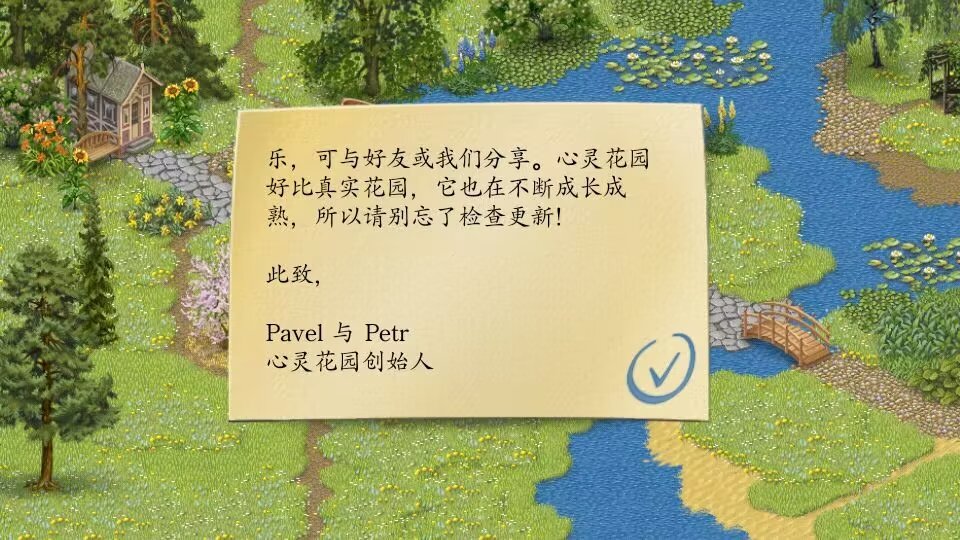 乐，可与好友或我们分享。心灵花园
好比真实花园，它也在不断成长成
熟，所以请别忘了检查更新!
此致，
Pavel 与 Petr
心灵花园创始人